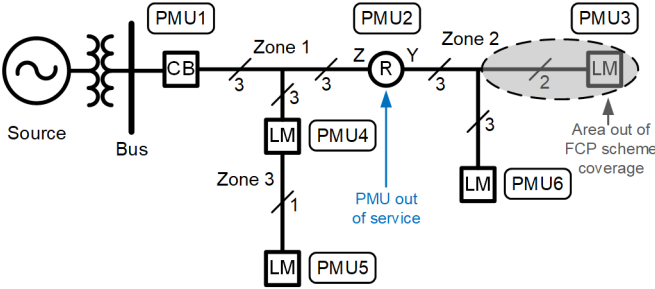 PMU1
PMU2
PMU3
Zone 1
Z
R
Y
Zone 2
CB
LM
3
3
3
2
Source
Bus
3
LM
PMU4
3
Area out of
FCP scheme
coverage
Zone 3
1
PMU out
of service
LM
PMU6
LM
PMU5